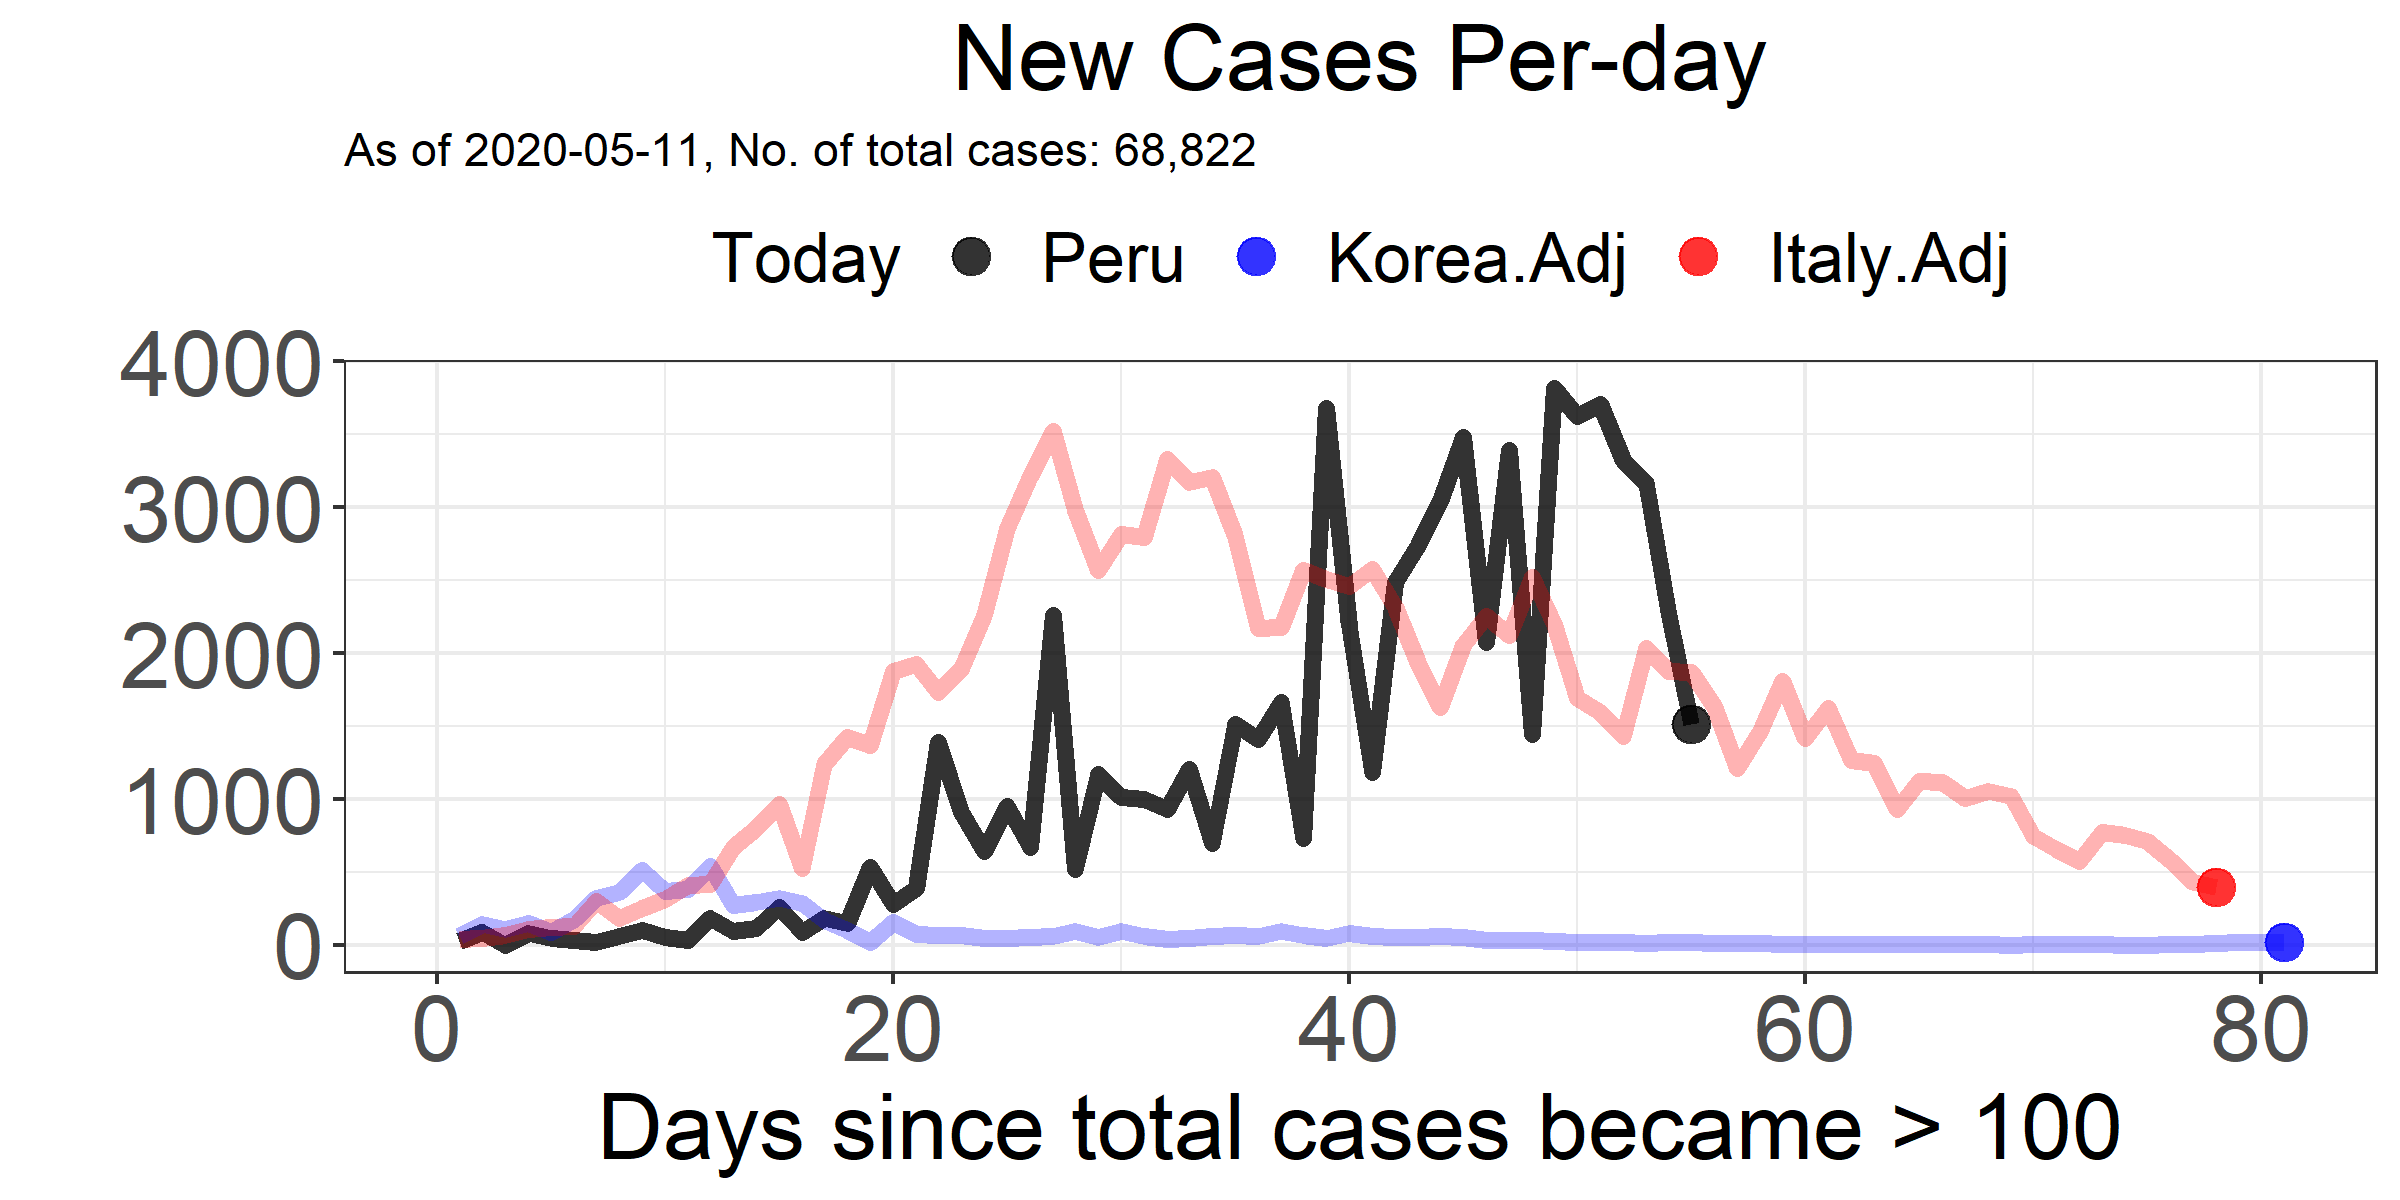 New Cases Per-day
As of 2020-05-11, No. of total cases: 68,822
Today Peru Korea.Adj Italy.Adj
4000
3000
2000
1000
0
0 20 40 60 80
Days since total cases became > 100